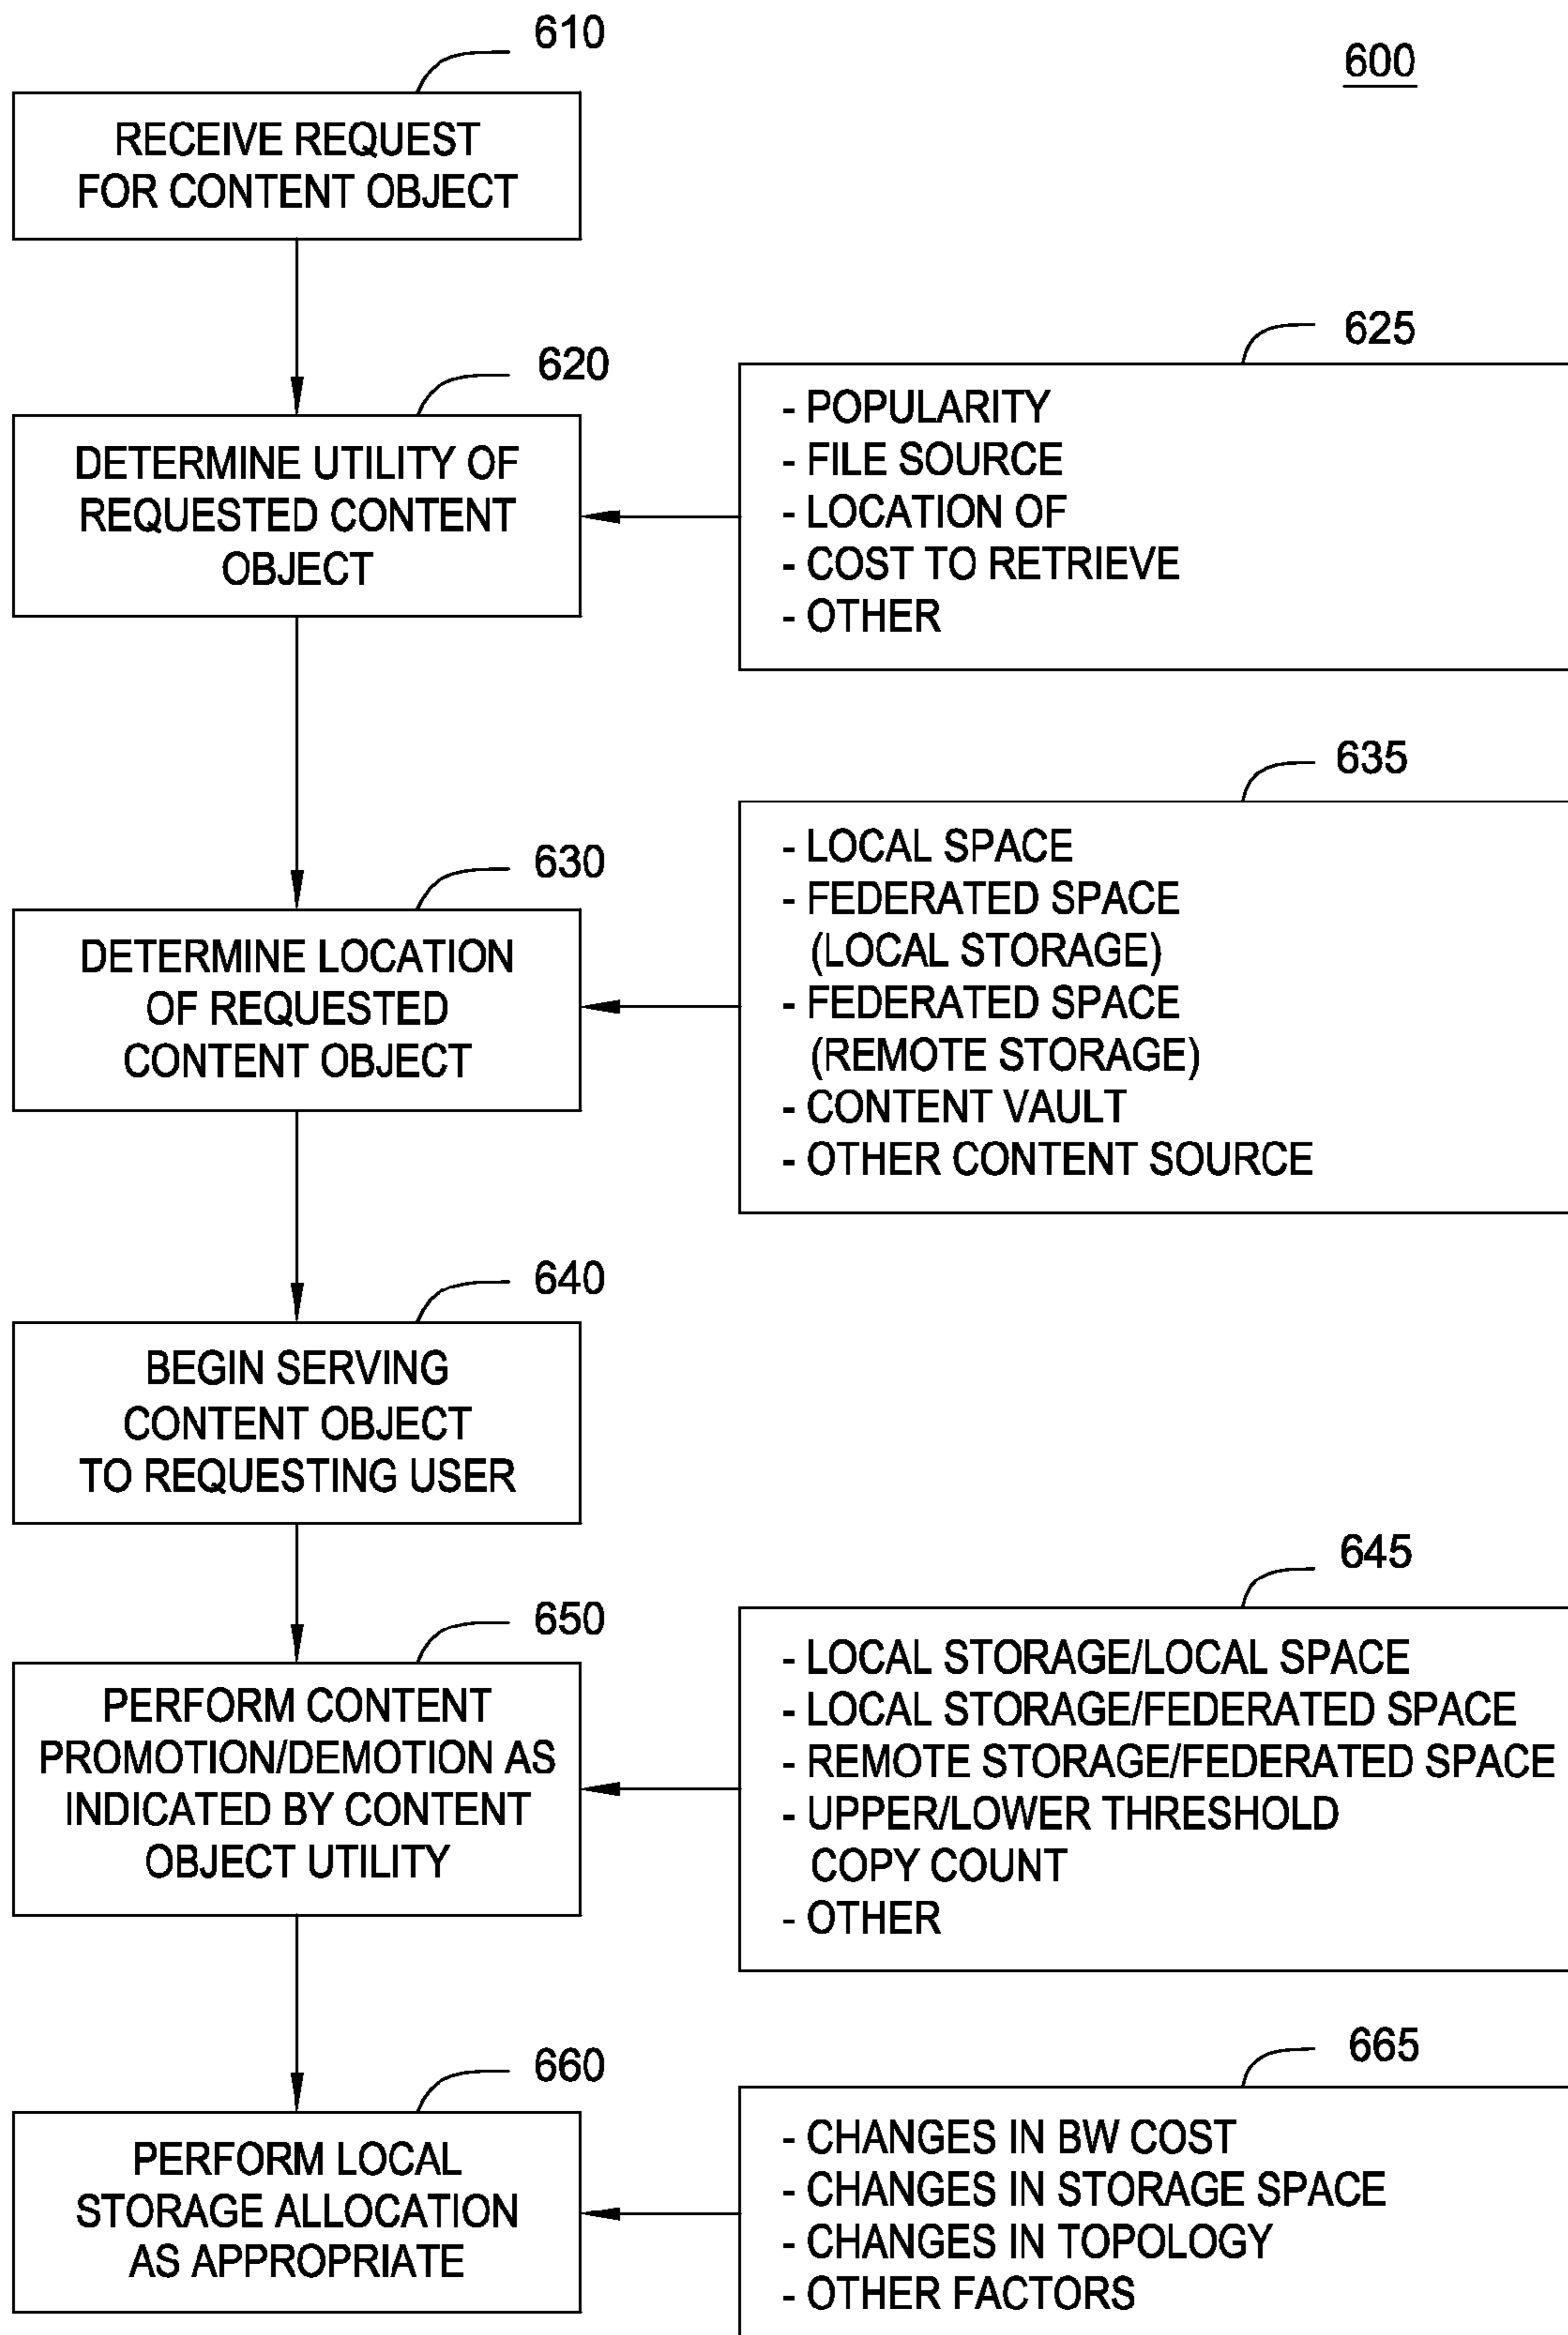 610
600
RECEIVE REQUEST
FOR CONTENT OBJECT
620
DETERMINE UTILITY OF
REQUESTED CONTENT
OBJECT
625
- POPULARITY
- FILE SOURCE
- LOCATION OF
- COST TO RETRIEVE
- OTHER
630
DETERMINE LOCATION
OF REQUESTED
CONTENT OBJECT
635
- LOCAL SPACE
- FEDERATED SPACE
(LOCAL STORAGE)
- FEDERATED SPACE
(REMOTE STORAGE)
- CONTENT VAULT
- OTHER CONTENT SOURCE
640
BEGIN SERVING
CONTENT OBJECT
TO REQUESTING USER
650
PERFORM CONTENT
PROMOTION/DEMOTION AS
INDICATED BY CONTENT
OBJECT UTILITY
645
- LOCAL STORAGE/LOCAL SPACE
- LOCAL STORAGE/FEDERATED SPACE
- REMOTE STORAGE/FEDERATED SPACE
- UPPER/LOWER THRESHOLD
COPY COUNT
- OTHER
660
PERFORM LOCAL
STORAGE ALLOCATION
AS APPROPRIATE
665
- CHANGES IN BW COST
- CHANGES IN STORAGE SPACE
- CHANGES IN TOPOLOGY
- OTHER FACTORS